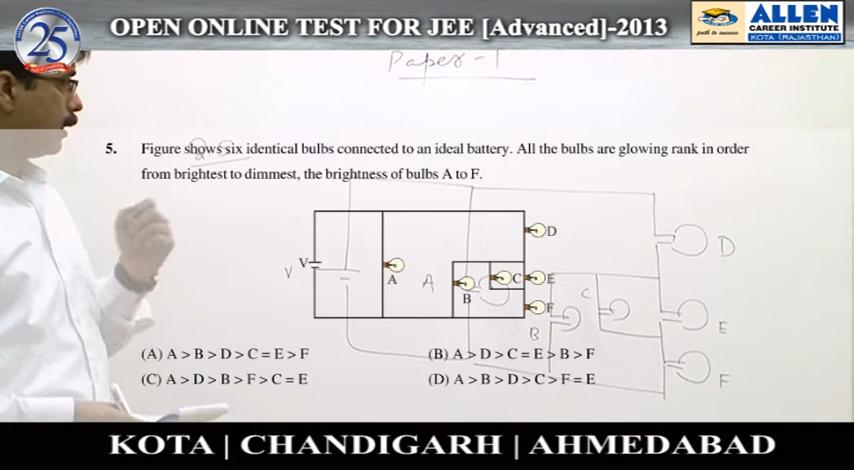 OPEN ONLINE TEST FOR JEE [Advanced]-2013
25
path to success
ALLEN
CAREER INSTITUTE
KOTA (RAJASTHAN)
Paper - 1
5. Figure shows six identical bulbs connected to an ideal battery. All the bulbs are glowing rank in order
from brightest to dimmest, the brightness of bulbs A to F.
D
D
V
V
A
A
B
C
E
C
F
B
E
F
(A) A > B > D > C = E > F
(B) A > D > C = E > B > F
(C) A > D > B > F > C = E
(D) A > B > D > C > F = E
KOTA | CHANDIGARH | AHMEDABAD